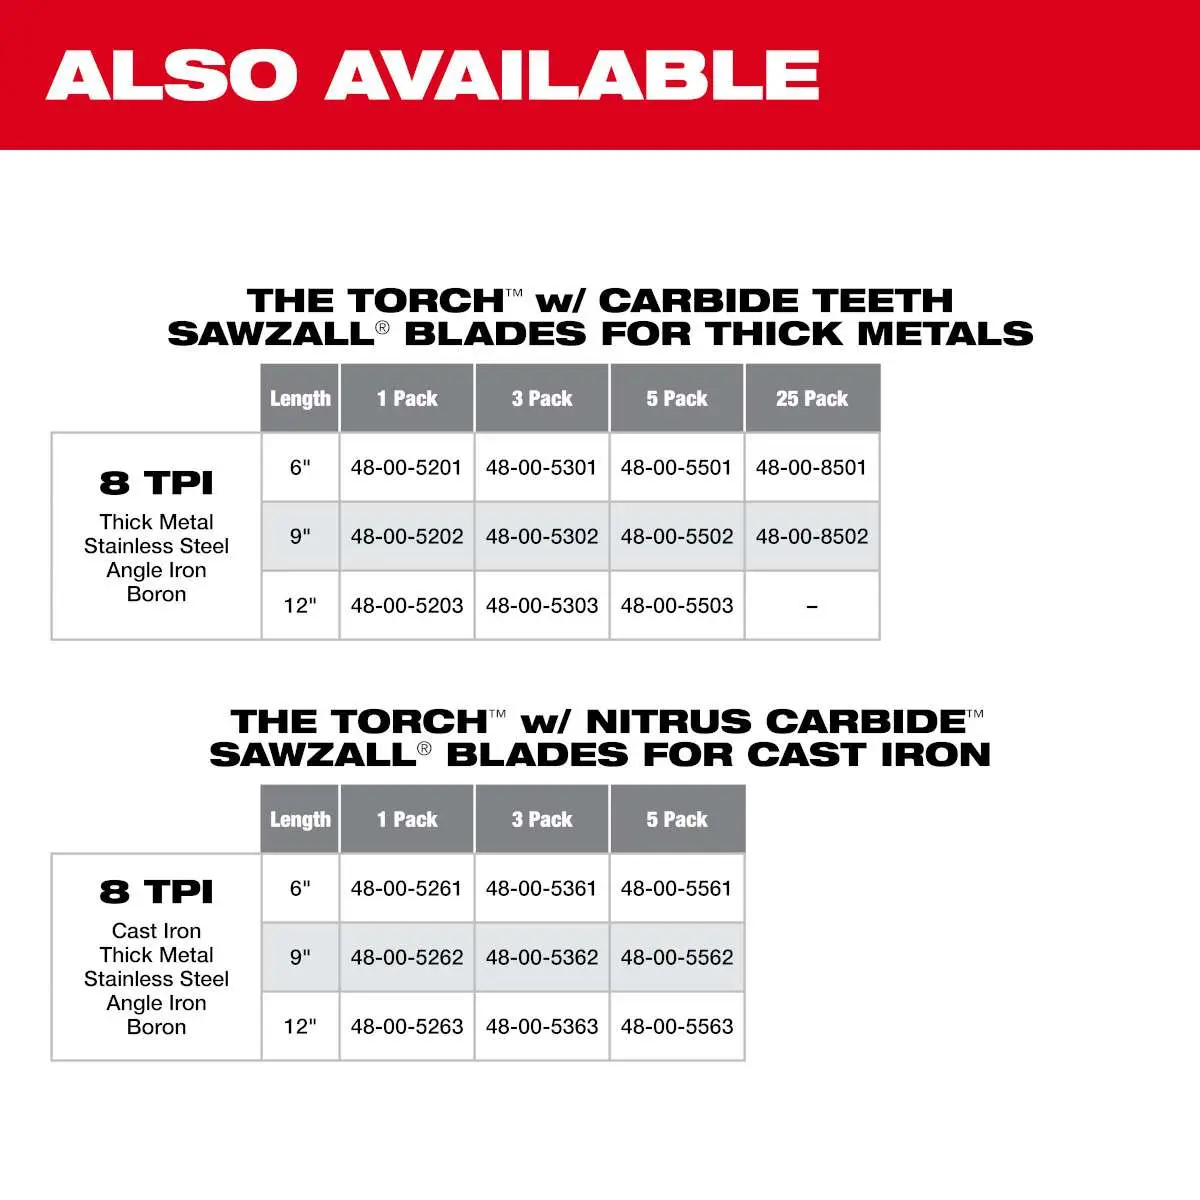 ALSO AVAILABLE
THE TORCH™ w/ CARBIDE TEETH
SAWZALL® BLADES FOR THICK METALS
Length 1 Pack 3 Pack 5 Pack 25 Pack
8 TPI
Thick Metal
Stainless Steel
Angle Iron
Boron
6" 48-00-5201 48-00-5301 48-00-5501 48-00-8501
9" 48-00-5202 48-00-5302 48-00-5502 48-00-8502
12" 48-00-5203 48-00-5303 48-00-5503 –
THE TORCH™ w/ NITRUS CARBIDE™
SAWZALL® BLADES FOR CAST IRON
Length 1 Pack 3 Pack 5 Pack
8 TPI
Cast Iron
Thick Metal
Stainless Steel
Angle Iron
Boron
6" 48-00-5261 48-00-5361 48-00-5561
9" 48-00-5262 48-00-5362 48-00-5562
12" 48-00-5263 48-00-5363 48-00-5563